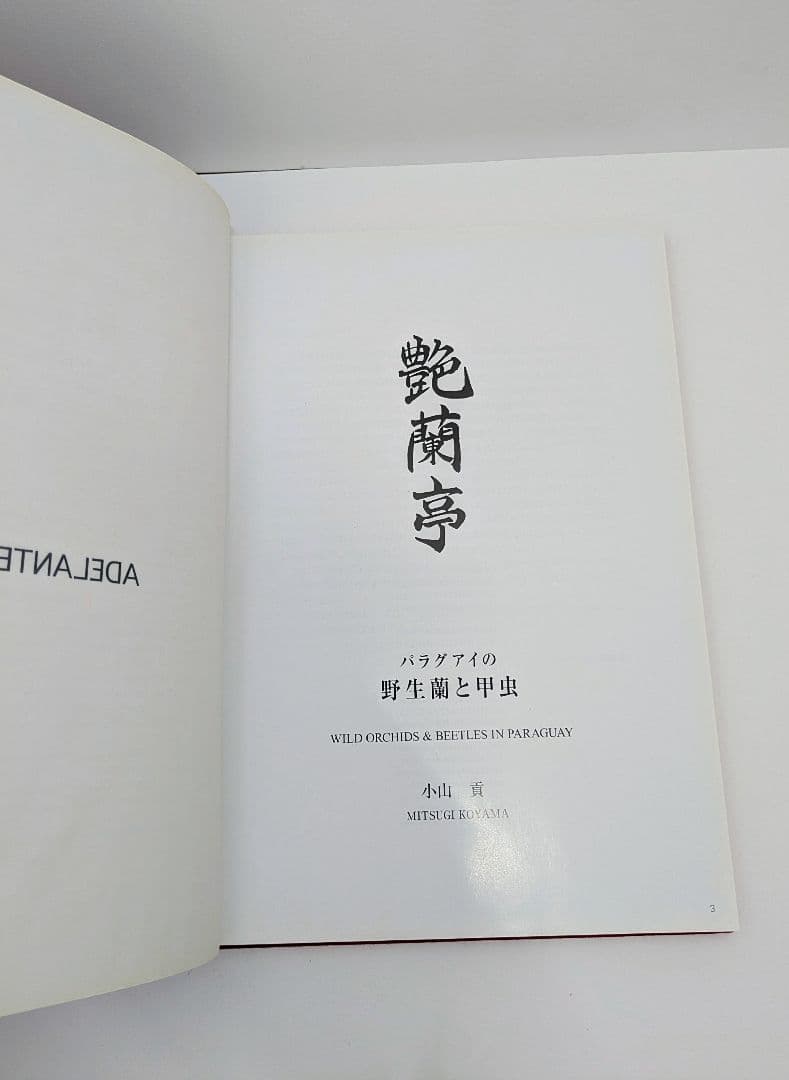 ADELANTE
艶蘭亭
パラグアイの
野生蘭と甲虫
WILD ORCHIDS & BEETLES IN PARAGUAY
小山 貢
MITSUGI KOYAMA
3